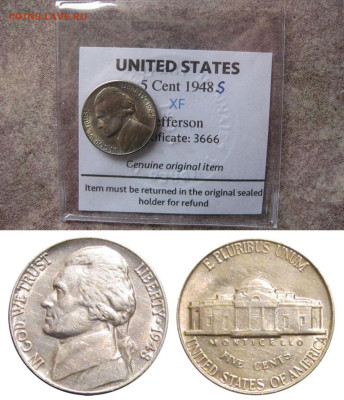 COINS.CAVE.RU
UNITED STATES
5 Cent 1948 S
XF
Jefferson
Certificate: 3666
Genuine original item
Item must be returned in the original sealed
holder for refund
IN GOD WE TRUST
LIBERTY 1948
E PLURIBUS UNUM
MONTICELLO
FIVE CENTS
UNITED STATES OF AMERICA